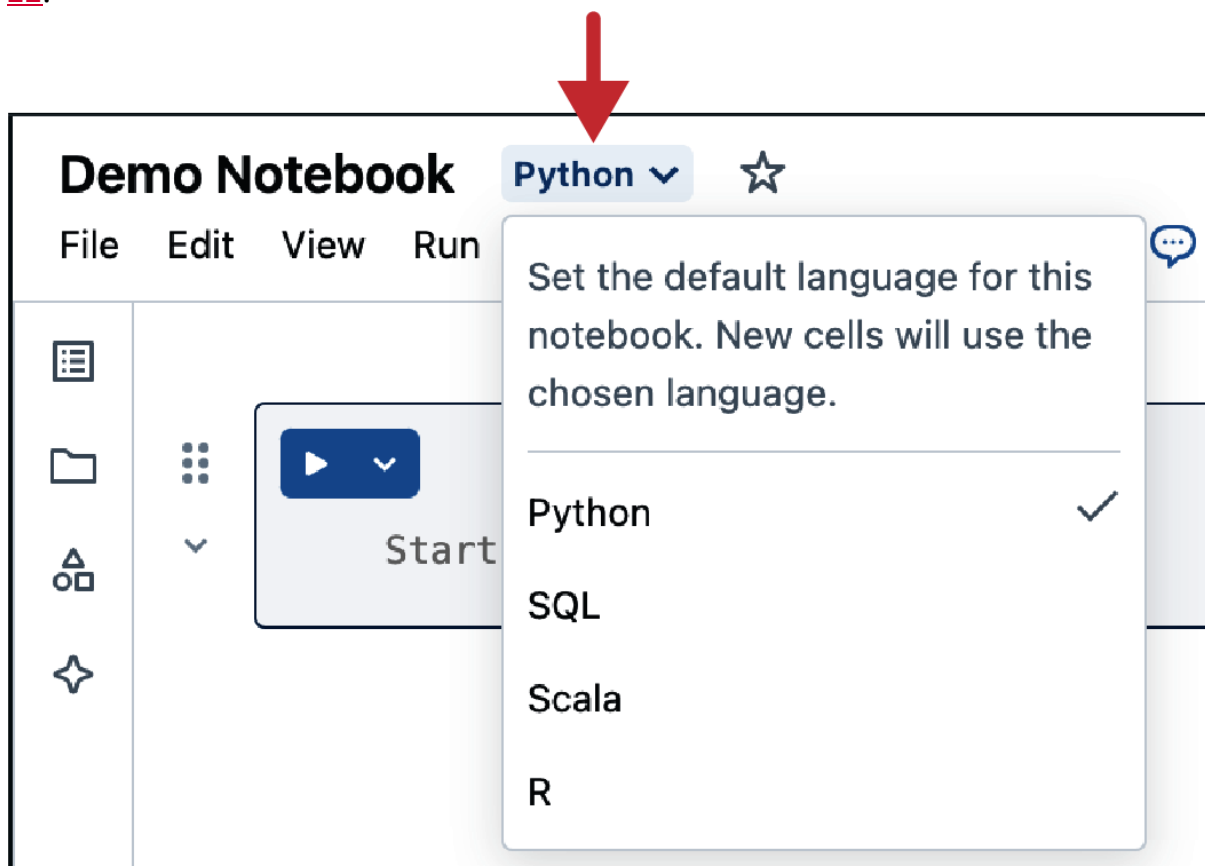 Demo Notebook Python
File Edit View Run
Set the default language for this
notebook. New cells will use the
chosen language.
Start
Python
SQL
Scala
R